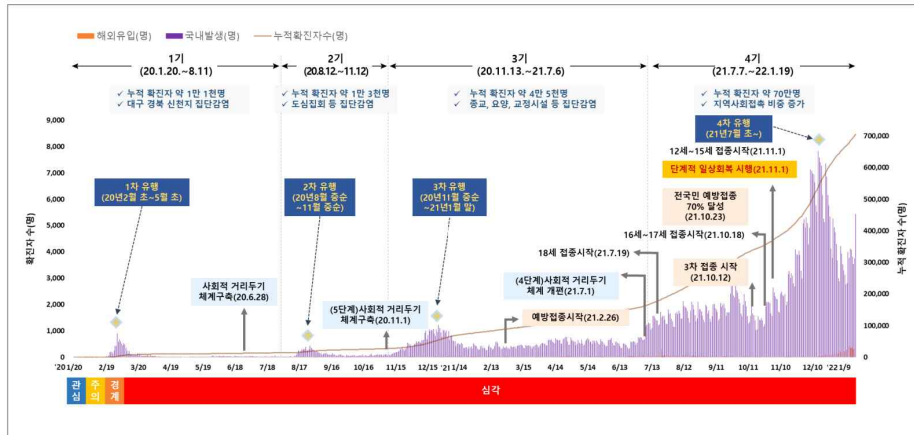 해외유입(명) 국내발생(명) 누적확진자수(명)
1기
(20.1.20.~8.11)
2기
(20.8.12.~11.12)
3기
(20.11.13.~21.7.6)
4기
(21.7.7.~22.1.19)
✓ 누적 확진자 약 1만 1천명
✓ 대구 경북 신천지 집단감염
✓ 누적 확진자 약 1만 3천명
✓ 도심집회 등 집단감염
✓ 누적 확진자 약 4만 5천명
✓ 종교, 요양, 교정시설 등 집단감염
✓ 누적 확진자 약 70만명
✓ 지역사회접촉 비중 증가
확진자 수(명)
9,000
8,000
7,000
6,000
5,000
4,000
3,000
2,000
1,000
0
1차 유행
(20년2월 초~5월 초)
2차 유행
(20년8월 중순
~11월 중순)
3차 유행
(20년11월 중순
~21년1월 말)
4차 유행
(21년7월 초~)
사회적 거리두기
체계구축(20.6.28)
(5단계)사회적 거리두기
체계구축(20.11.1)
예방접종시작(21.2.26)
(4단계)사회적 거리두기
체계 개편(21.7.1)
18세 접종시작(21.7.19)
3차 접종 시작
(21.10.12)
16세~17세 접종시작(21.10.18)
전국민 예방접종
70% 달성
(21.10.23)
단계적 일상회복 시행(21.11.1)
12세~15세 접종시작(21.11.1)
700,000
600,000
500,000
400,000
300,000
200,000
100,000
0
누적 확진자 수(명)
'20 1/20 2/19 3/20 4/19 5/19 6/18 7/18 8/17 9/16 10/16 11/15 12/15 '21 1/14 2/13 3/15 4/14 5/14 6/13 7/13 8/12 9/11 10/11 11/10 12/10 '22 1/9
관심 주의 경계 심각